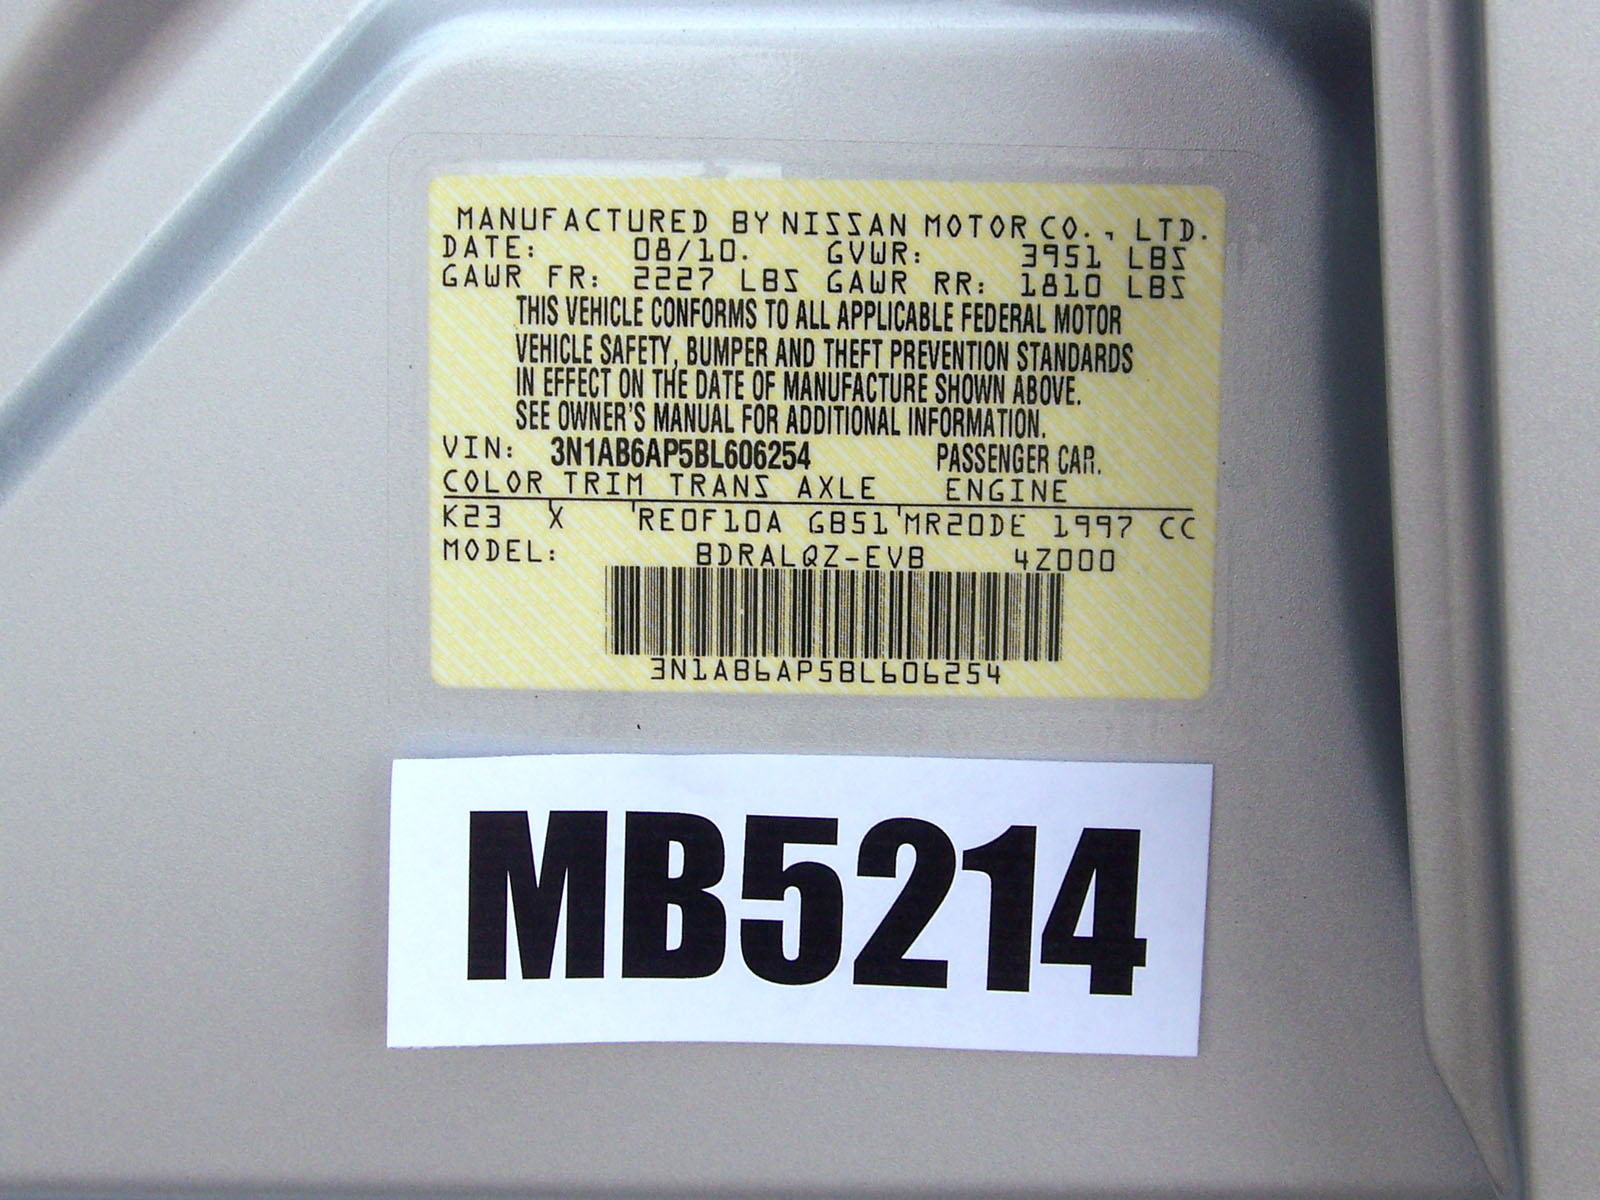 MANUFACTURED BY NISSAN MOTOR CO., LTD.
DATE: 08/10. GVWR: 3951 LBS
GAWR FR: 2227 LBS GAWR RR: 1810 LBS
THIS VEHICLE CONFORMS TO ALL APPLICABLE FEDERAL MOTOR
VEHICLE SAFETY, BUMPER AND THEFT PREVENTION STANDARDS
IN EFFECT ON THE DATE OF MANUFACTURE SHOWN ABOVE.
SEE OWNER'S MANUAL FOR ADDITIONAL INFORMATION.
VIN: 3N1AB6AP5BL606254 PASSENGER CAR.
COLOR TRIM TRANS AXLE ENGINE
K23 X RE0F10A GB51 MR20DE 1997 CC
MODEL: BDRALQZ-EVB 4Z000
3N1AB6AP5BL606254
MB5214